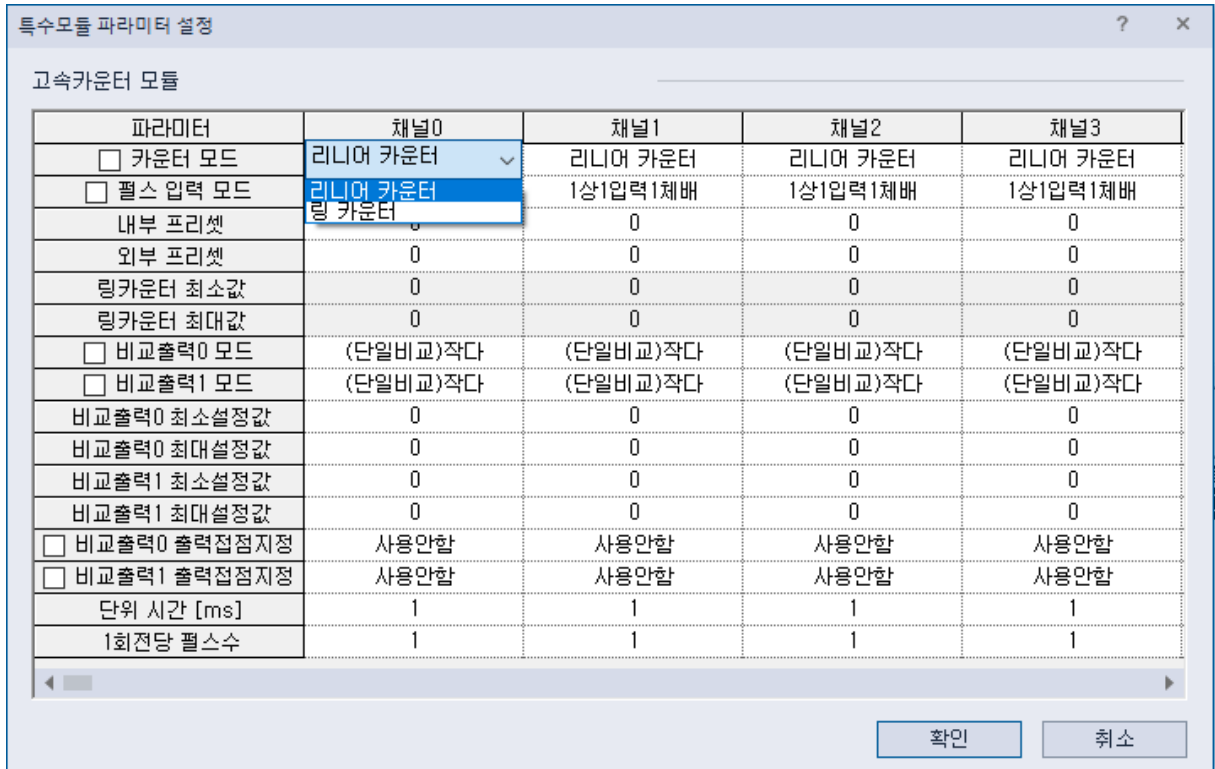 특수모듈 파라미터 설정
고속카운터 모듈
파라미터 채널0 채널1 채널2 채널3
카운터 모드 리니어 카운터 리니어 카운터 리니어 카운터 리니어 카운터
리니어 카운터
링 카운터
펄스 입력 모드 1상1입력1체배 1상1입력1체배 1상1입력1체배
내부 프리셋 0 0 0 0
외부 프리셋 0 0 0 0
링카운터 최소값 0 0 0 0
링카운터 최대값 0 0 0 0
비교출력0 모드 (단일비교)작다 (단일비교)작다 (단일비교)작다 (단일비교)작다
비교출력1 모드 (단일비교)작다 (단일비교)작다 (단일비교)작다 (단일비교)작다
비교출력0 최소설정값 0 0 0 0
비교출력0 최대설정값 0 0 0 0
비교출력1 최소설정값 0 0 0 0
비교출력1 최대설정값 0 0 0 0
비교출력0 출력접점지정 사용안함 사용안함 사용안함 사용안함
비교출력1 출력접점지정 사용안함 사용안함 사용안함 사용안함
단위 시간 [ms] 1 1 1 1
1회전당 펄스수 1 1 1 1
확인 취소